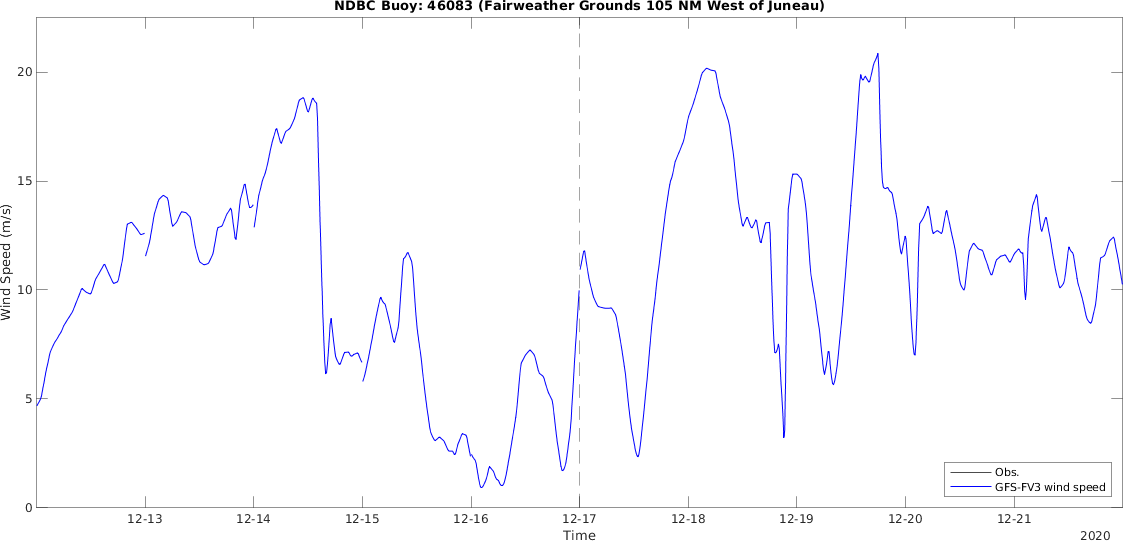 NDBC Buoy: 46083 (Fairweather Grounds 105 NM West of Juneau)
20
15
10
5
0
Wind Speed (m/s)
Obs.
GFS-FV3 wind speed
12-13 12-14 12-15 12-16 12-17 12-18 12-19 12-20 12-21
Time
2020